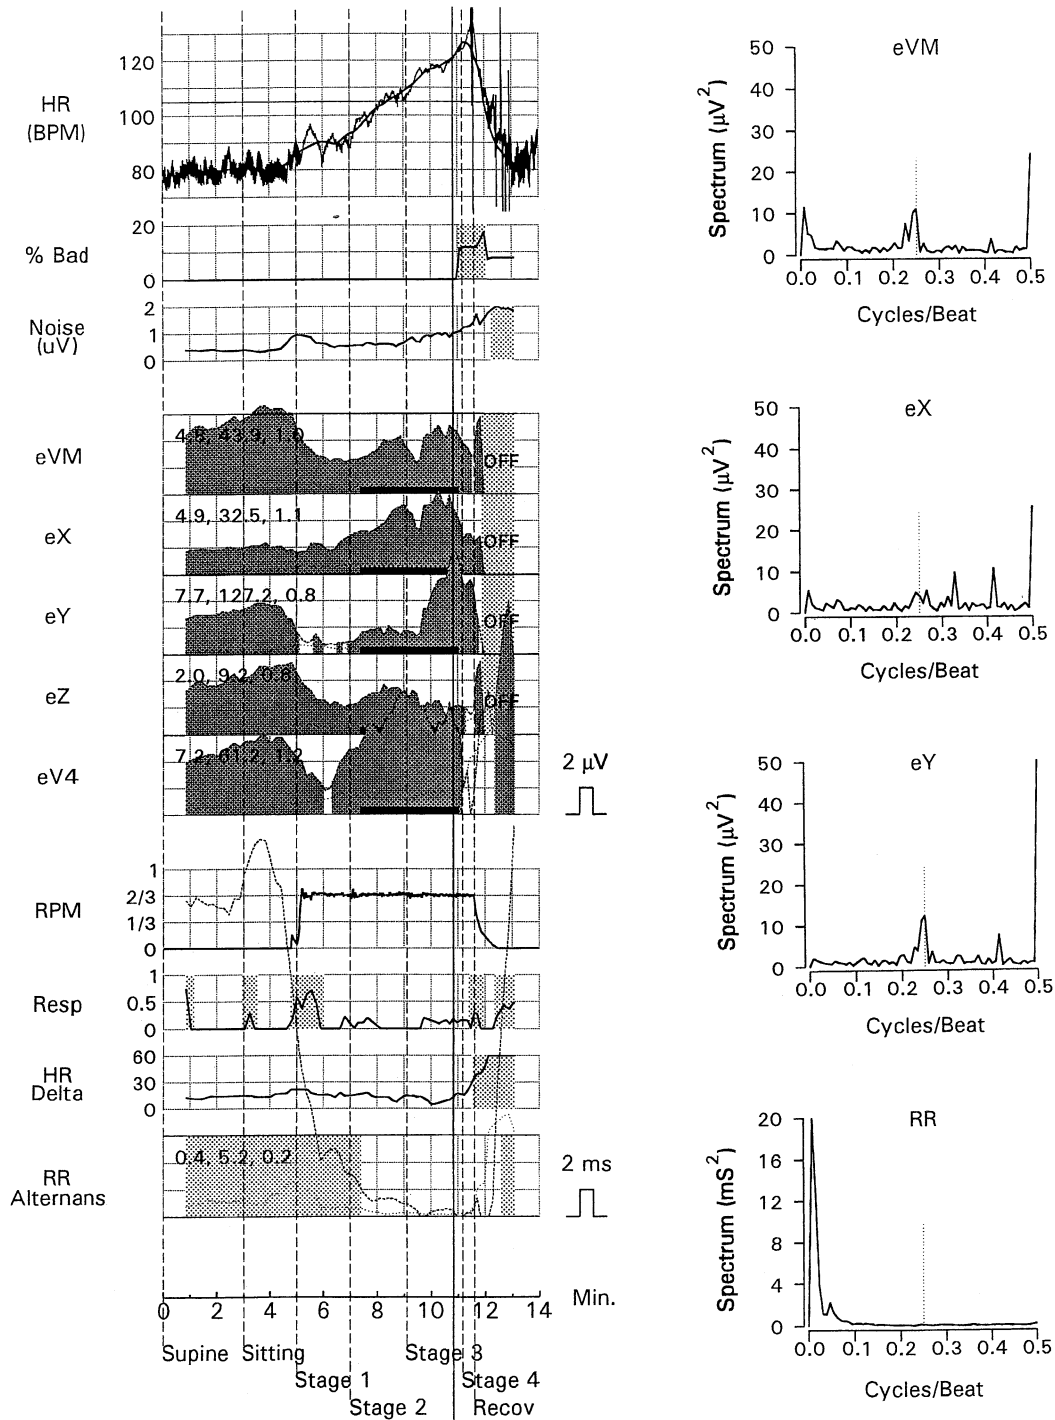 HR
(BPM)
120
100
80
% Bad
20
0
Noise
(uV)
2
1
0
eVM
4.8, 43.9, 1.0
OFF
eX
4.9, 32.5, 1.1
OFF
eY
7.7, 127.2, 0.8
OFF
eZ
2.0, 9.2, 0.8
OFF
eV4
7.2, 61.2, 1.2
2 µV
RPM
1
2/3
1/3
0
Resp
1
0.5
0
HR
Delta
60
30
0
RR
Alternans
0.4, 5.2, 0.2
2 ms
0 2 4 6 8 10 12 14 Min.
Supine Sitting Stage 3
Stage 1 Stage 4
Stage 2 Recov
eVM
Spectrum (µV²)
50
40
30
20
10
0
0.0 0.1 0.2 0.3 0.4 0.5
Cycles/Beat
eX
Spectrum (µV²)
50
40
30
20
10
0
0.0 0.1 0.2 0.3 0.4 0.5
Cycles/Beat
eY
Spectrum (µV²)
50
40
30
20
10
0
0.0 0.1 0.2 0.3 0.4 0.5
Cycles/Beat
RR
Spectrum (mS²)
20
16
12
8
4
0
0.0 0.1 0.2 0.3 0.4 0.5
Cycles/Beat